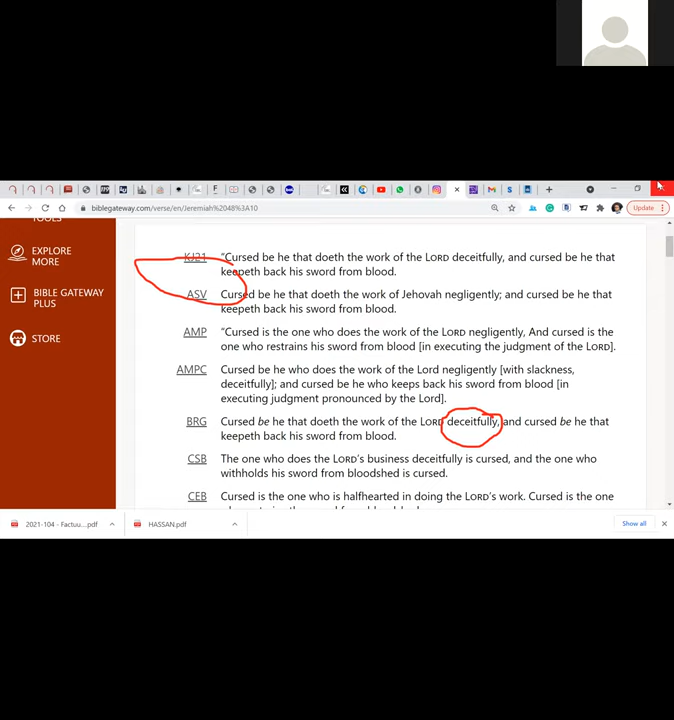 biblegateway.com/verse/en/Jeremiah%2048%3A10
Update
TOOLS
EXPLORE
MORE
BIBLE GATEWAY
PLUS
STORE
KJ21 "Cursed be he that doeth the work of the LORD deceitfully, and cursed be he that
keepeth back his sword from blood.
ASV Cursed be he that doeth the work of Jehovah negligently; and cursed be he that
keepeth back his sword from blood.
AMP "Cursed is the one who does the work of the LORD negligently, And cursed is the
one who restrains his sword from blood [in executing the judgment of the LORD].
AMPC Cursed be he who does the work of the Lord negligently [with slackness,
deceitfully]; and cursed be he who keeps back his sword from blood [in
executing judgment pronounced by the Lord].
BRG Cursed be he that doeth the work of the LORD deceitfully, and cursed be he that
keepeth back his sword from blood.
CSB The one who does the LORD's business deceitfully is cursed, and the one who
withholds his sword from bloodshed is cursed.
CEB Cursed is the one who is halfhearted in doing the LORD's work. Cursed is the one
2021-104 - Factuu....pdf
HASSAN.pdf
Show all